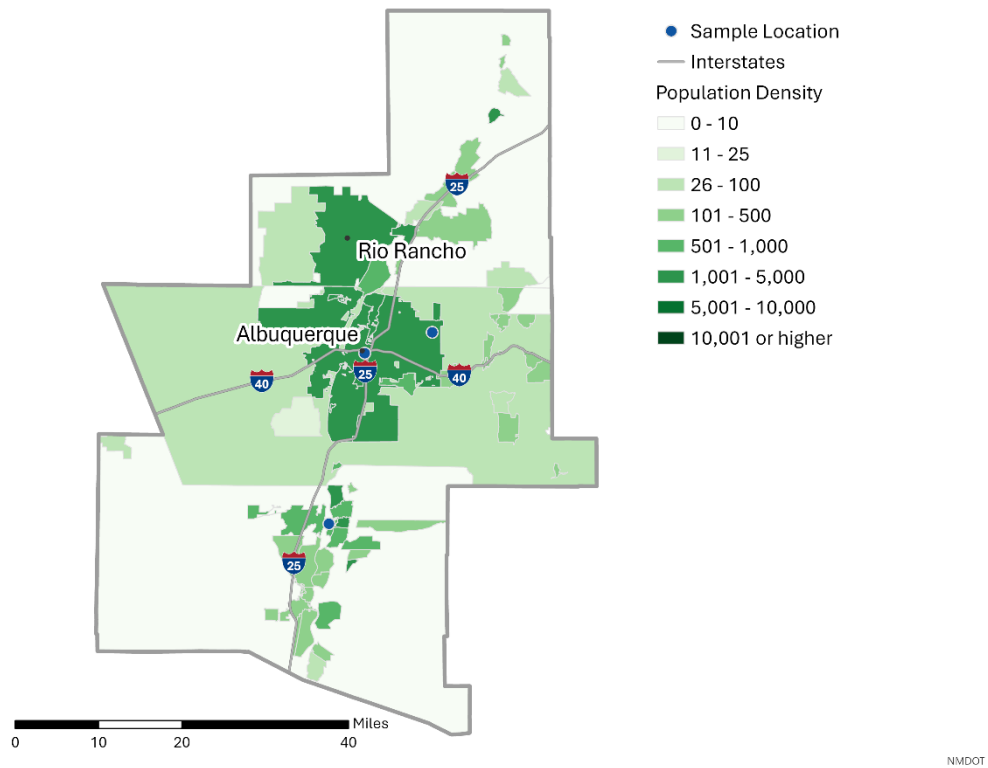 Sample Location
Interstates
Population Density
0 - 10
11 - 25
26 - 100
101 - 500
501 - 1,000
1,001 - 5,000
5,001 - 10,000
10,001 or higher
25
Rio Rancho
Albuquerque
25
40
40
25
Miles
0 10 20 40
NMDOT